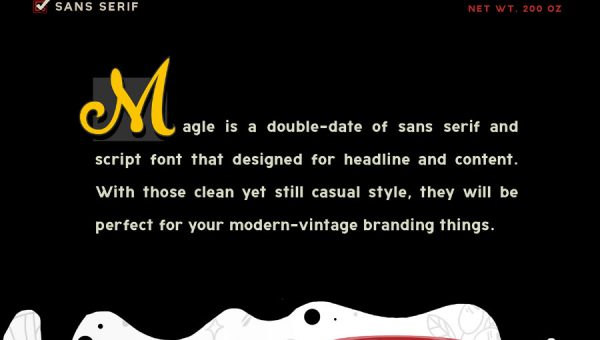 SANS SERIF
NET WT. 200 OZ
Magle is a double-date of sans serif and
script font that designed for headline and content.
With those clean yet still casual style, they will be
perfect for your modern-vintage branding things.